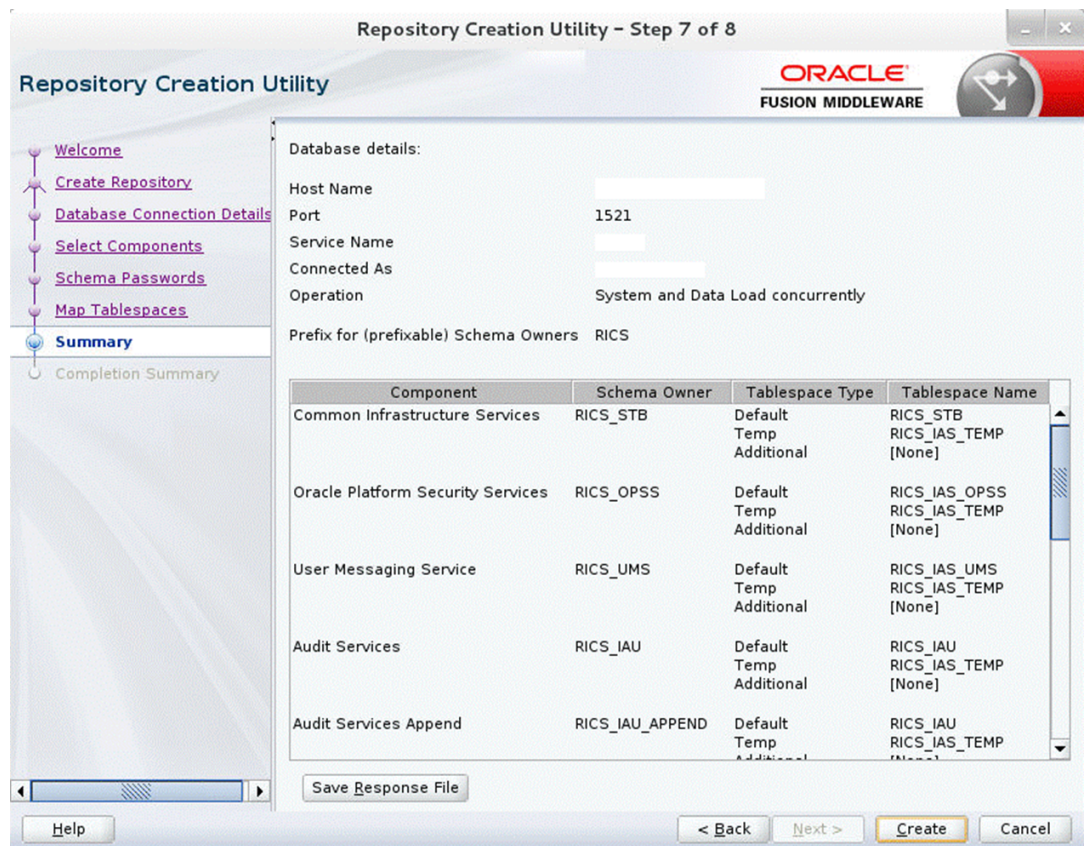 Repository Creation Utility – Step 7 of 8
Repository Creation Utility
ORACLE
FUSION MIDDLEWARE
Welcome
Create Repository
Database Connection Details
Select Components
Schema Passwords
Map Tablespaces
Summary
Completion Summary
Database details:
Host Name
Port 1521
Service Name
Connected As
Operation System and Data Load concurrently
Prefix for (prefixable) Schema Owners RICS
Component Schema Owner Tablespace Type Tablespace Name
Common Infrastructure Services RICS_STB Default RICS_STB
Temp RICS_IAS_TEMP
Additional [None]
Oracle Platform Security Services RICS_OPSS Default RICS_IAS_OPSS
Temp RICS_IAS_TEMP
Additional [None]
User Messaging Service RICS_UMS Default RICS_IAS_UMS
Temp RICS_IAS_TEMP
Additional [None]
Audit Services RICS_IAU Default RICS_IAU
Temp RICS_IAS_TEMP
Additional [None]
Audit Services Append RICS_IAU_APPEND Default RICS_IAU
Temp RICS_IAS_TEMP
Additional [None]
Save Response File
Help < Back Next > Create Cancel